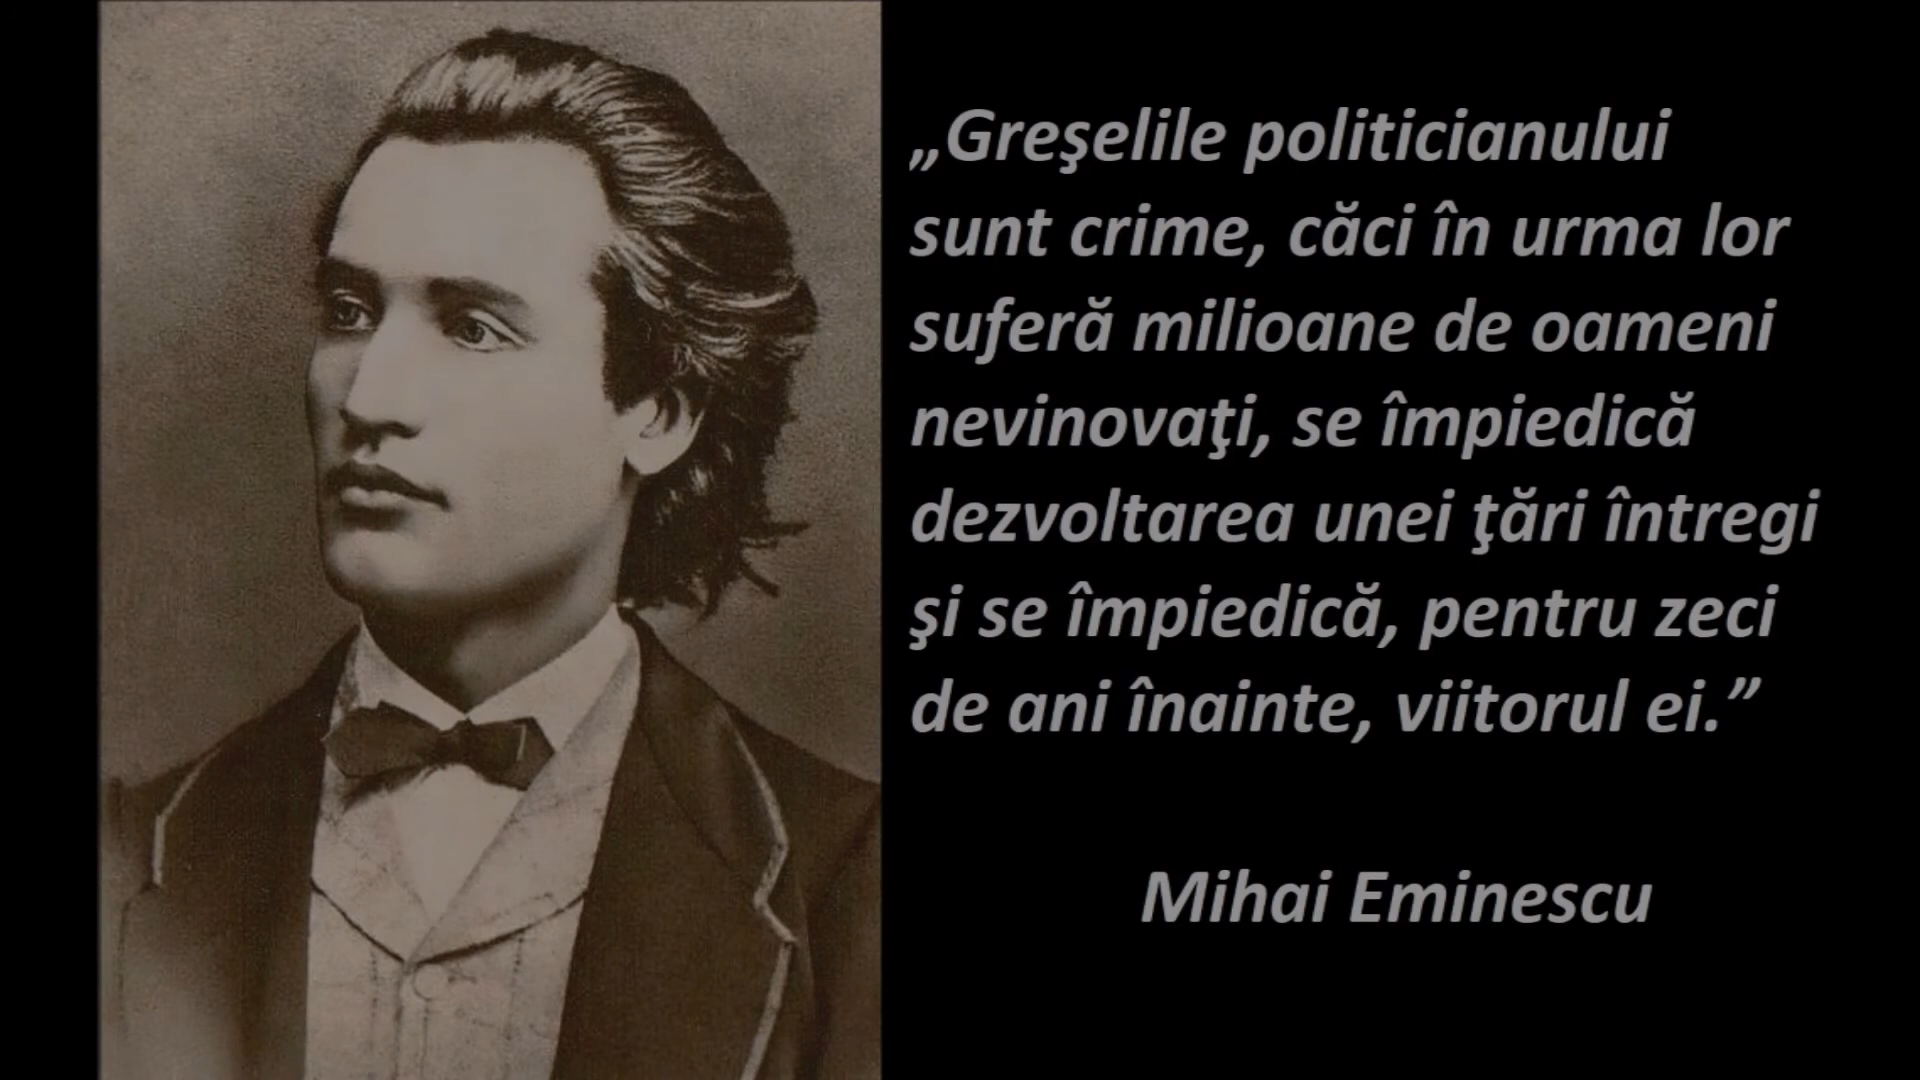 „Greşelile politicianului
sunt crime, căci în urma lor
suferă milioane de oameni
nevinovaţi, se împiedică
dezvoltarea unei ţări întregi
şi se împiedică, pentru zeci
de ani înainte, viitorul ei.”
Mihai Eminescu